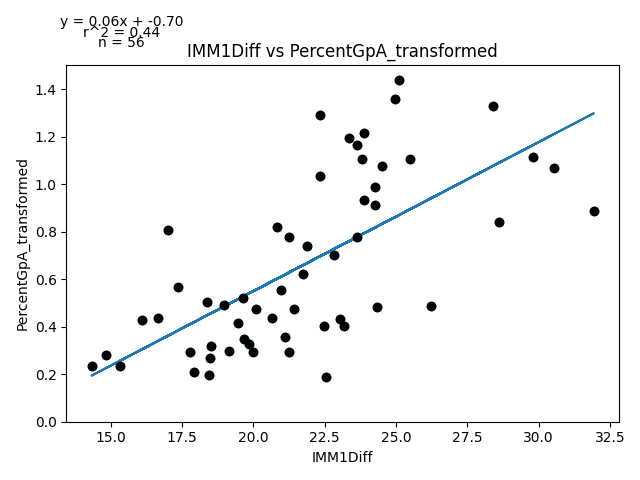 y = 0.06x + -0.70
r^2 = 0.44
n = 56
IMM1Diff vs PercentGpA_transformed
PercentGpA_transformed
1.4
1.2
1.0
0.8
0.6
0.4
0.2
0.0
15.0 17.5 20.0 22.5 25.0 27.5 30.0 32.5
IMM1Diff